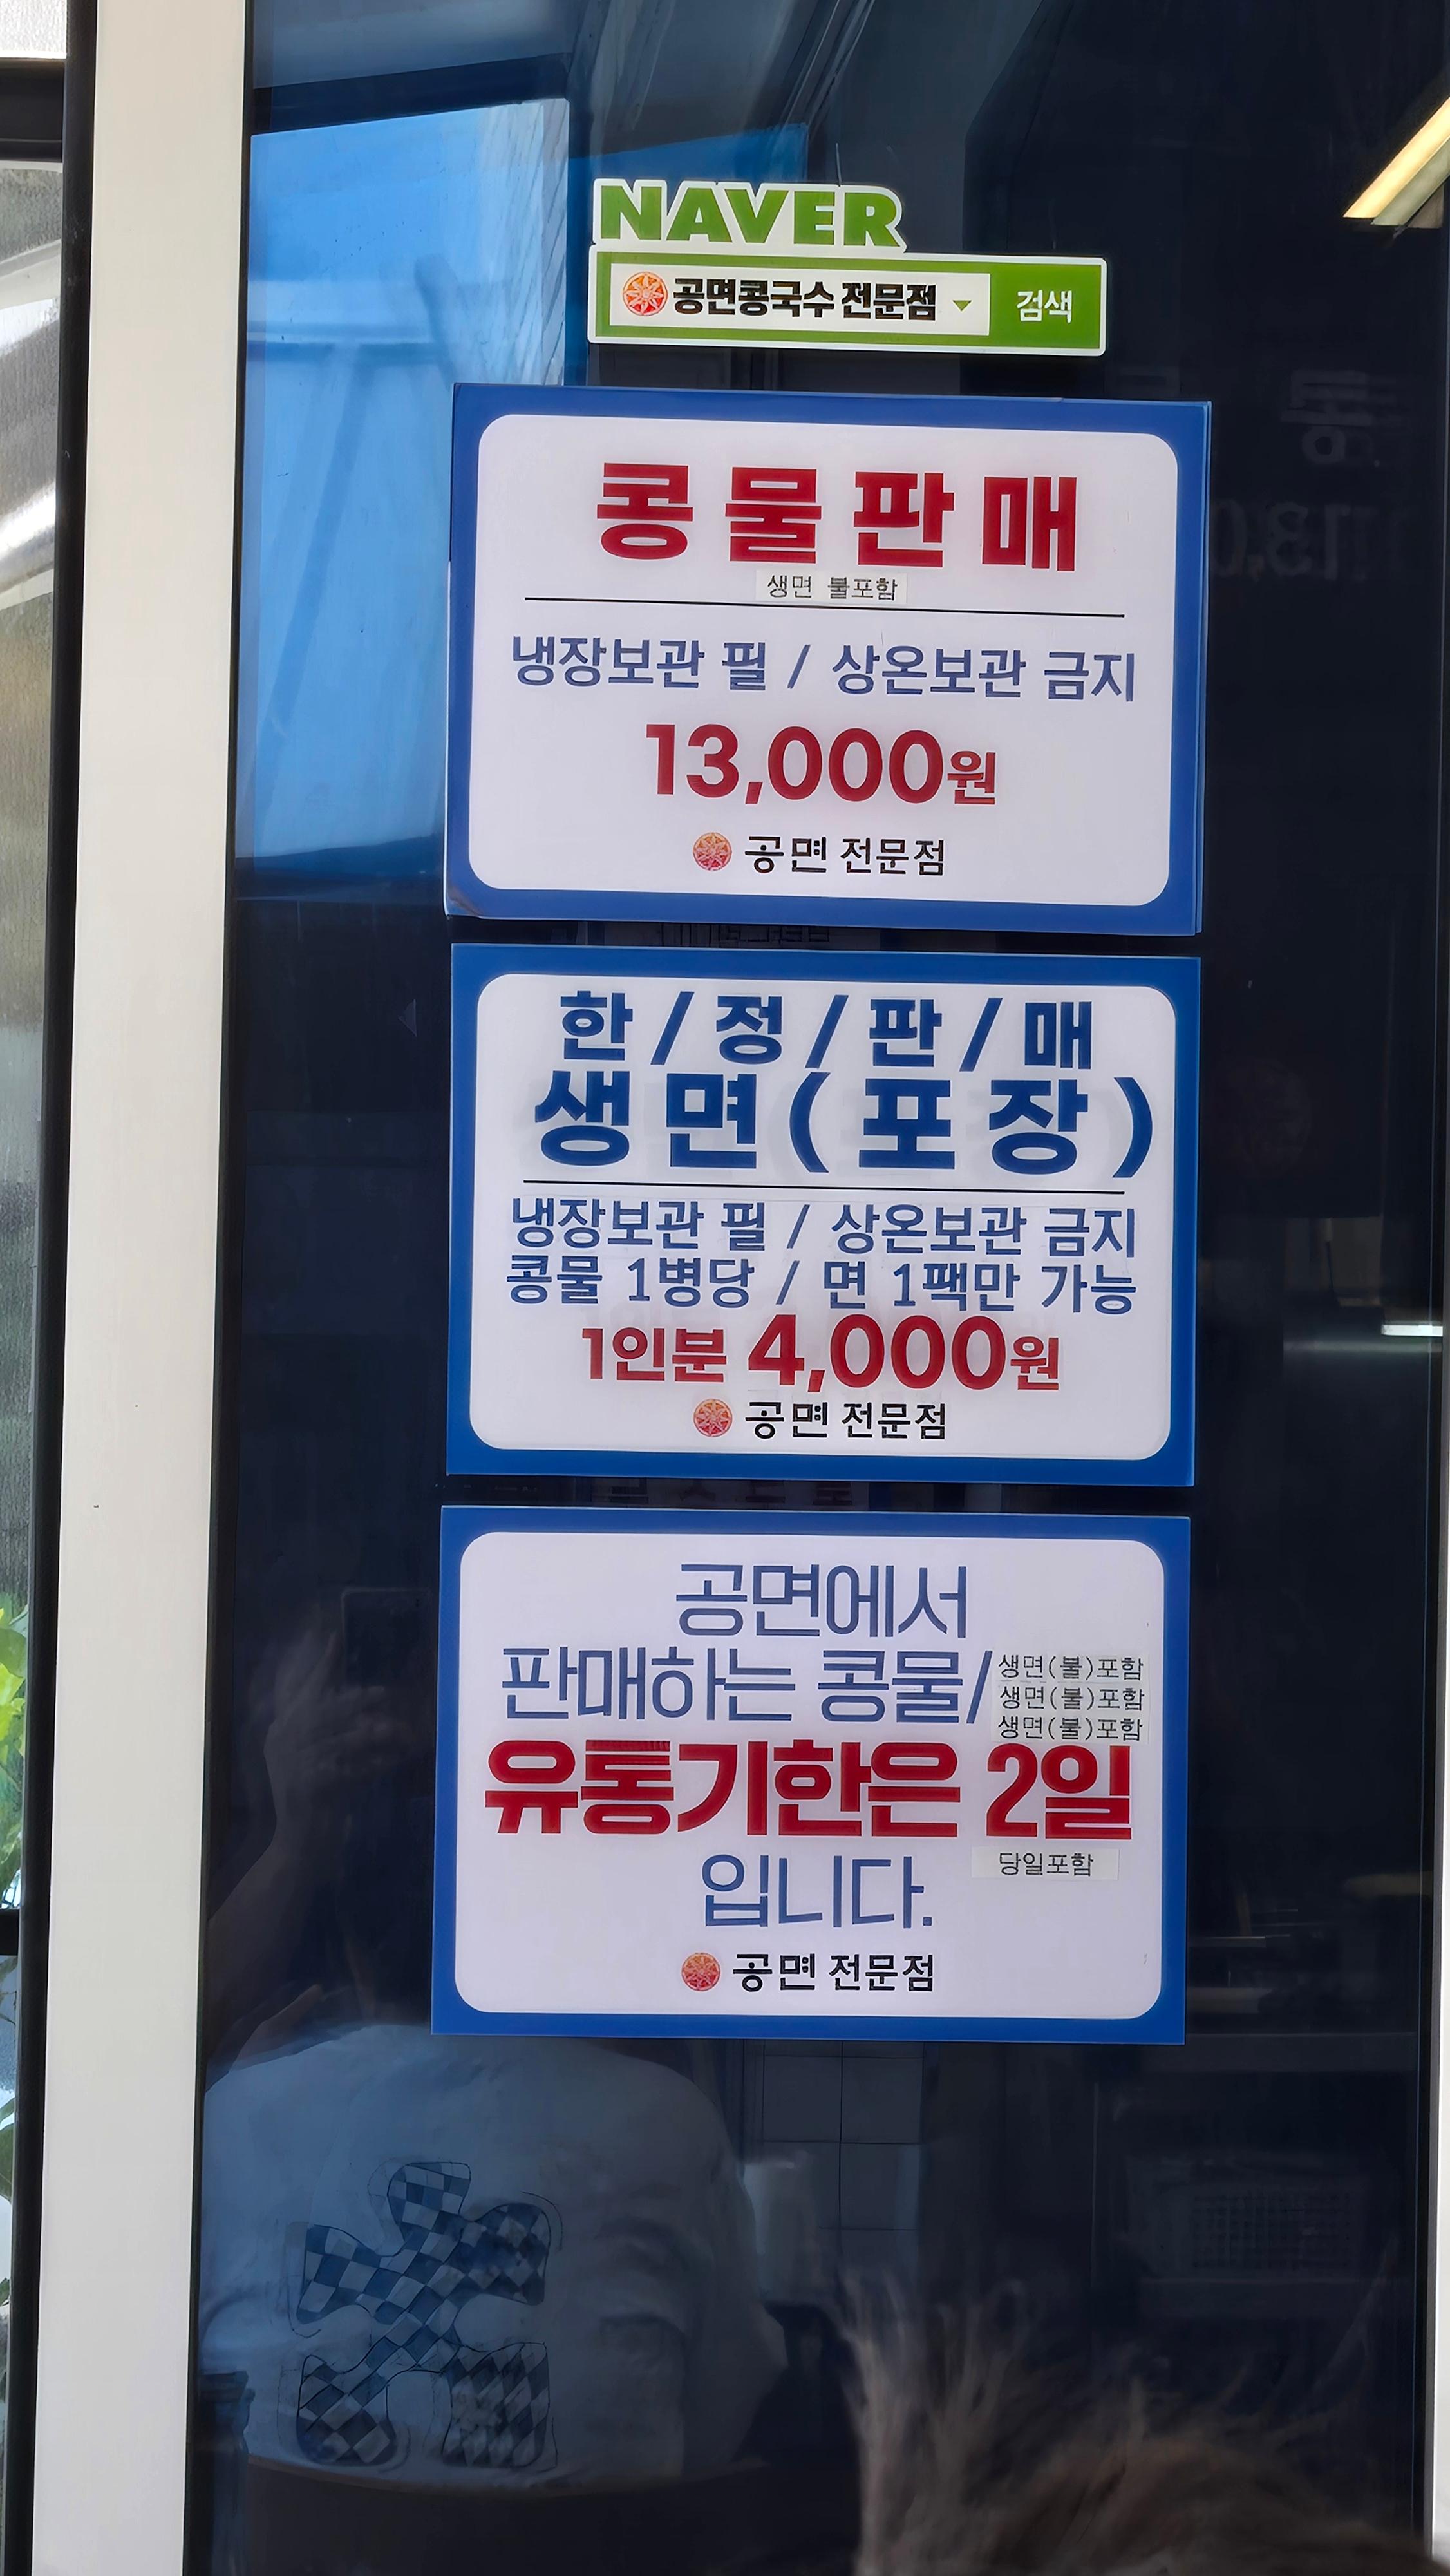 NAVER
공면콩국수 전문점 검색
콩물판매
생면 불포함
냉장보관 필 / 상온보관 금지
13,000원
공면 전문점
한/정/판/매
생면(포장)
냉장보관 필 / 상온보관 금지
콩물 1병당 / 면 1팩만 가능
1인분 4,000원
공면 전문점
공면에서
판매하는 콩물/
생면(불)포함
생면(불)포함
생면(불)포함
유통기한은 2일
당일포함
입니다.
공면 전문점